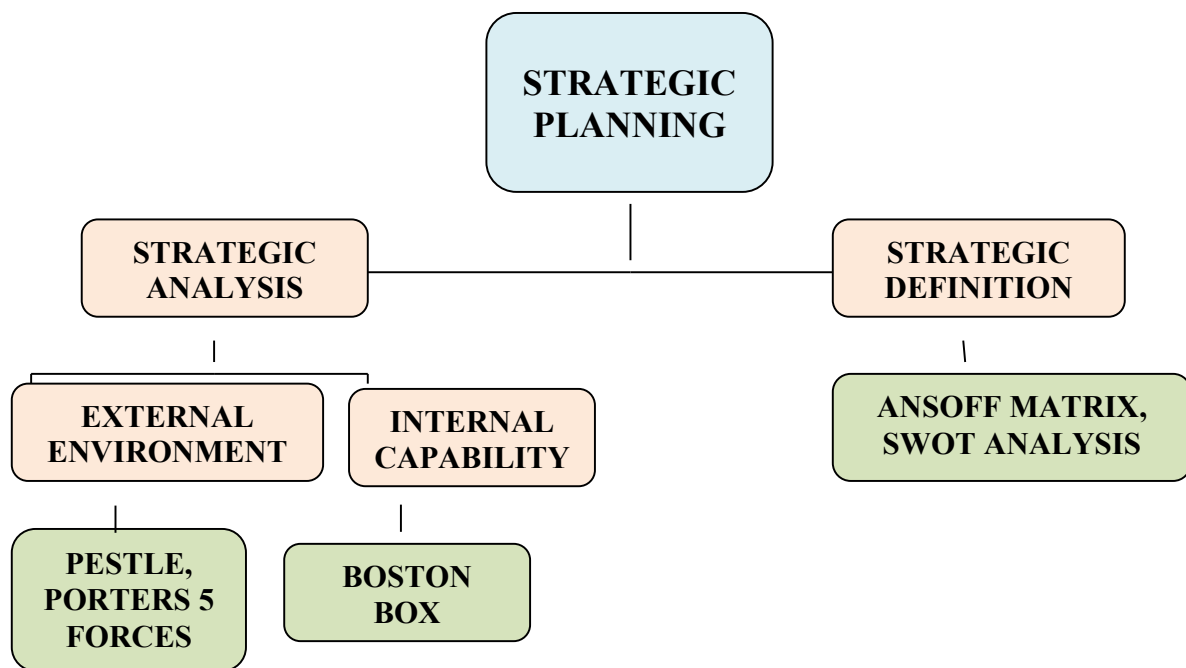 STRATEGIC
PLANNING
STRATEGIC
ANALYSIS
STRATEGIC
DEFINITION
EXTERNAL
ENVIRONMENT
INTERNAL
CAPABILITY
ANSOFF MATRIX,
SWOT ANALYSIS
PESTLE,
PORTERS 5
FORCES
BOSTON
BOX